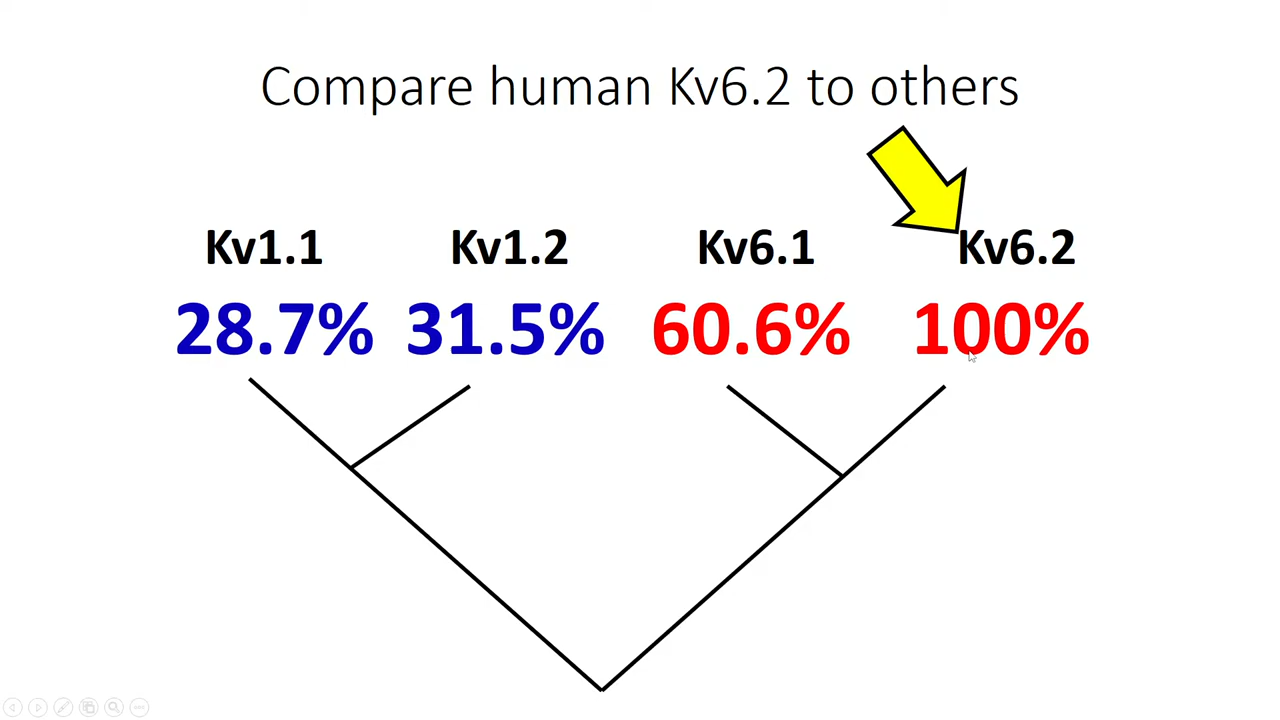 Compare human Kv6.2 to others
Kv1.1 Kv1.2 Kv6.1 Kv6.2
28.7% 31.5% 60.6% 100%